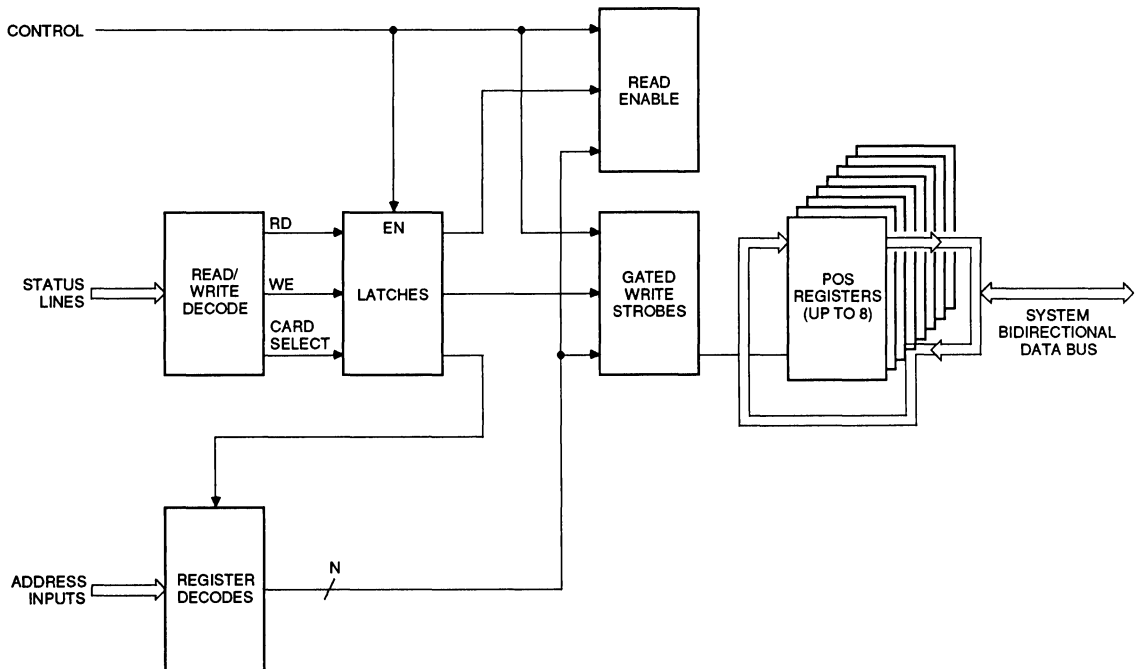 CONTROL
READ
ENABLE
RD
EN
STATUS
LINES
READ/
WRITE
DECODE
WE
LATCHES
CARD
SELECT
GATED
WRITE
STROBES
POS
REGISTERS
(UP TO 8)
SYSTEM
BIDIRECTIONAL
DATA BUS
ADDRESS
INPUTS
REGISTER
DECODES
N